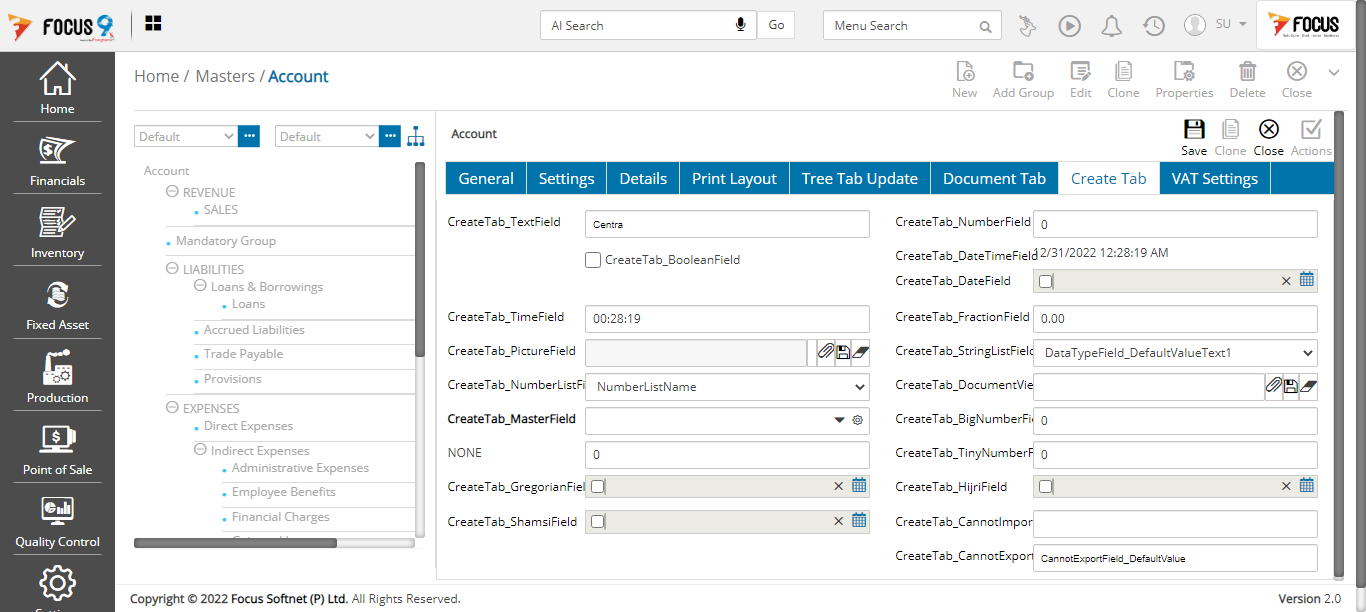 FOCUS 9
AI Search
Go
Menu Search
SU
FOCUS
Home
Financials
Inventory
Fixed Asset
Production
Point of Sale
Quality Control
Home / Masters / Account
New
Add Group
Edit
Clone
Properties
Delete
Close
Default
Default
Account
REVENUE
SALES
Mandatory Group
LIABILITIES
Loans & Borrowings
Loans
Accrued Liabilities
Trade Payable
Provisions
EXPENSES
Direct Expenses
Indirect Expenses
Administrative Expenses
Employee Benefits
Financial Charges
Account
Save
Clone
Close
Actions
General
Settings
Details
Print Layout
Tree Tab Update
Document Tab
Create Tab
VAT Settings
CreateTab_TextField
Centra
CreateTab_NumberField
0
CreateTab_BooleanField
CreateTab_DateTimeField
12/31/2022 12:28:19 AM
CreateTab_DateField
CreateTab_TimeField
00:28:19
CreateTab_FractionField
0.00
CreateTab_PictureField
CreateTab_StringListField
DataTypeField_DefaultValueText1
CreateTab_NumberListFi
NumberListName
CreateTab_DocumentVie
CreateTab_MasterField
CreateTab_BigNumberFi
0
NONE
0
CreateTab_TinyNumberF
0
CreateTab_GregorianFiel
CreateTab_HijriField
CreateTab_ShamsiField
CreateTab_CannotImpor
CreateTab_CannotExport
CannotExportField_DefaultValue
Copyright © 2022 Focus Softnet (P) Ltd. All Rights Reserved.
Version 2.0